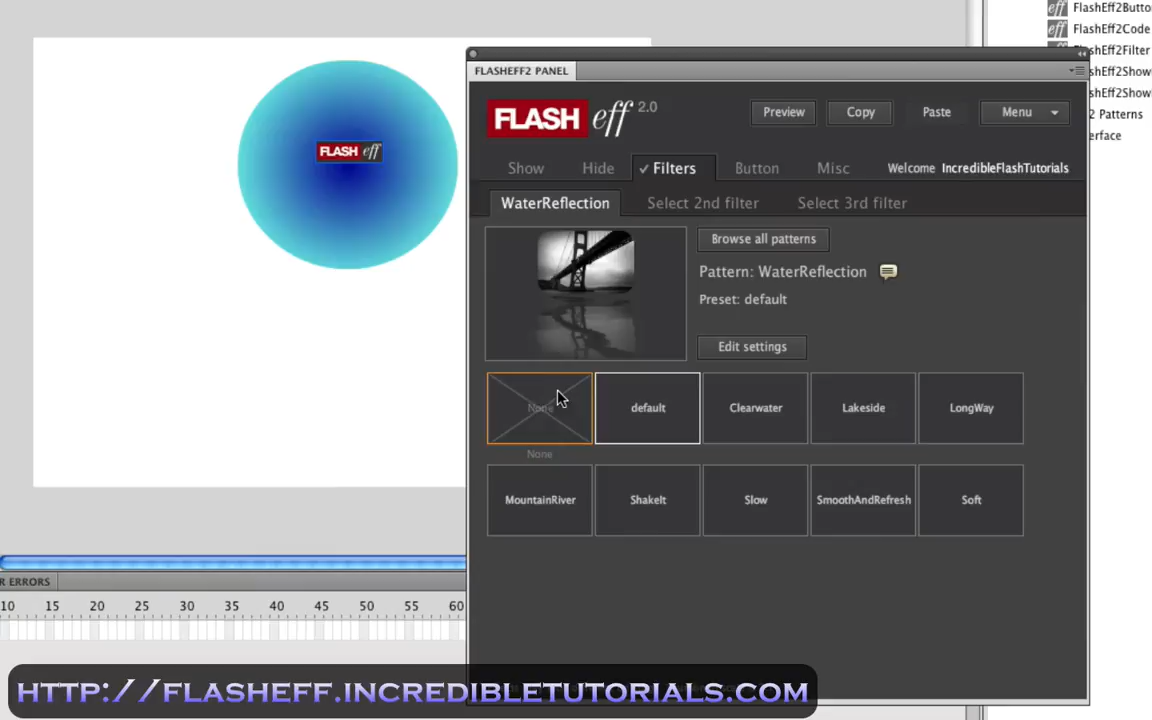 FlashEff2Butto
FlashEff2Code
FlashEff2Filter
shEff2Show
shEff2Show
2 Patterns
erface
FLASHEFF2 PANEL
FLASH eff 2.0
Preview
Copy
Paste
Menu
Show
Hide
Filters
Button
Misc
Welcome IncredibleFlashTutorials
WaterReflection
Select 2nd filter
Select 3rd filter
FLASH eff
Browse all patterns
Pattern: WaterReflection
Preset: default
Edit settings
None
default
Clearwater
Lakeside
LongWay
None
MountainRiver
ShakeIt
Slow
SmoothAndRefresh
Soft
R ERRORS
10 15 20 25 30 35 40 45 50 55 60
HTTP://FLASHEFF.INCREDIBLETUTORIALS.COM